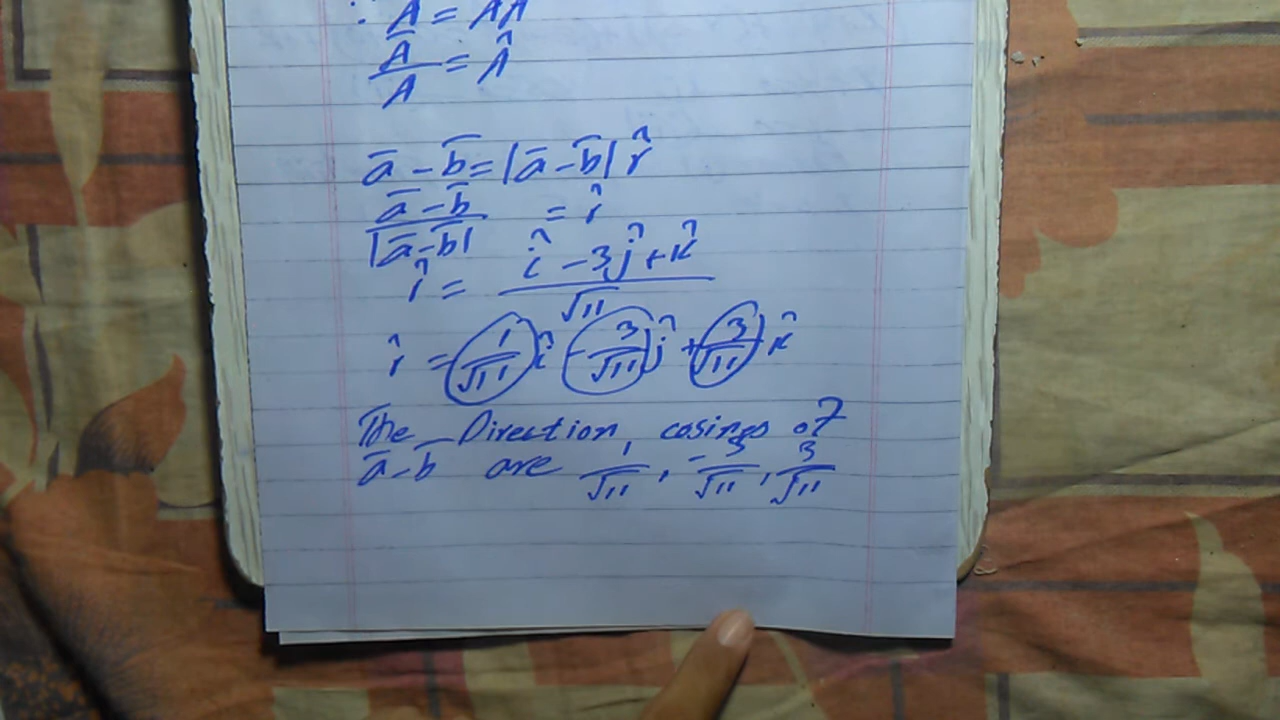 ∵ A̅ = AÂ
A̅/A = Â
a̅ - b̅ = |a̅ - b̅| r̂
a̅ - b̅/|a̅ - b̅| = r̂
r̂ = î - 3ĵ + k̂/√11
r̂ = (1/√11)î - (3/√11)ĵ + (3/√11)k̂
The Direction cosines of
a̅ - b̅ are 1/√11, -3/√11, 3/√11